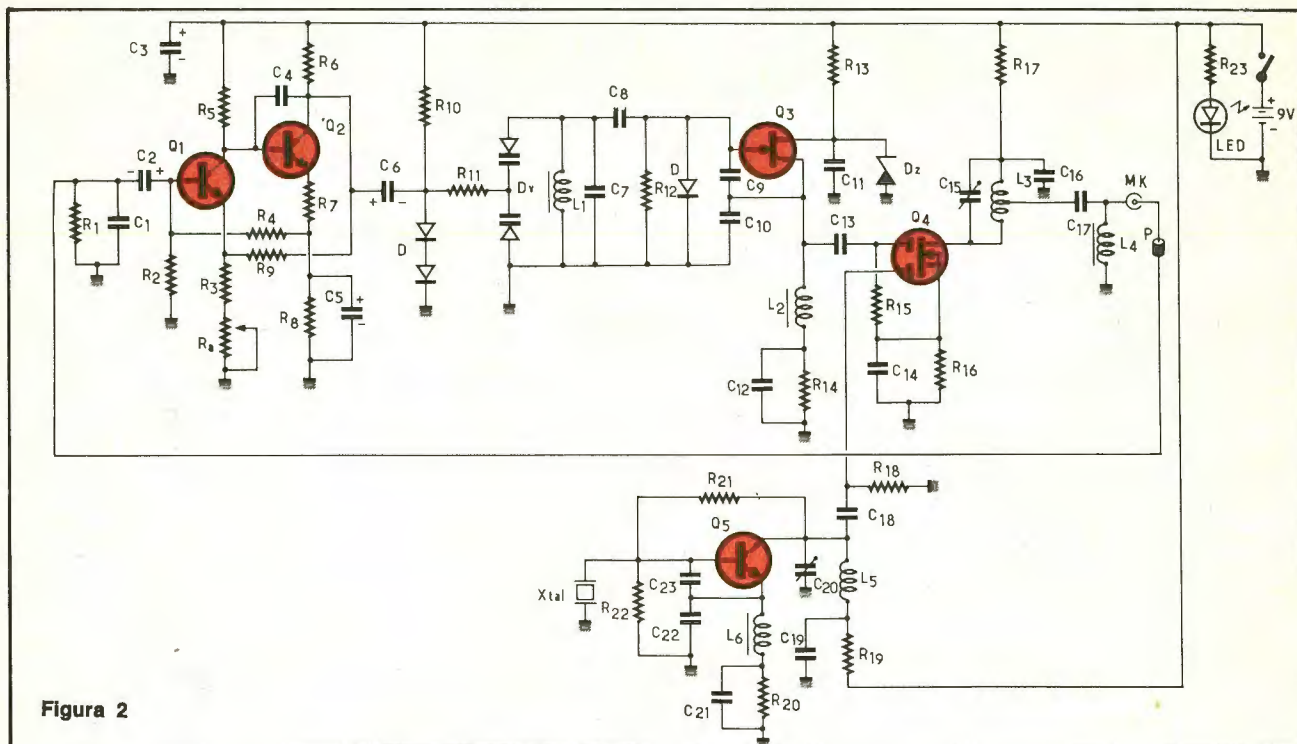 C3
+
-
R5
C4
R6
Q1
Q2
C2
-
+
R1
C1
R2
R4
R9
R3
Ra
R7
R8
C5
+
-
C6
+
-
R10
R11
D
Dv
L1
C7
C8
R12
D
C9
C10
Q3
R13
C11
Dz
C13
L2
C12
R14
Q4
R15
C14
R16
C15
L3
C16
R17
C17
L4
MK
P
R23
LED
+
-
9V
R18
C18
R21
Q5
Xtal
R22
C23
C22
L6
C21
R20
C20
L5
C19
R19
Figura 2